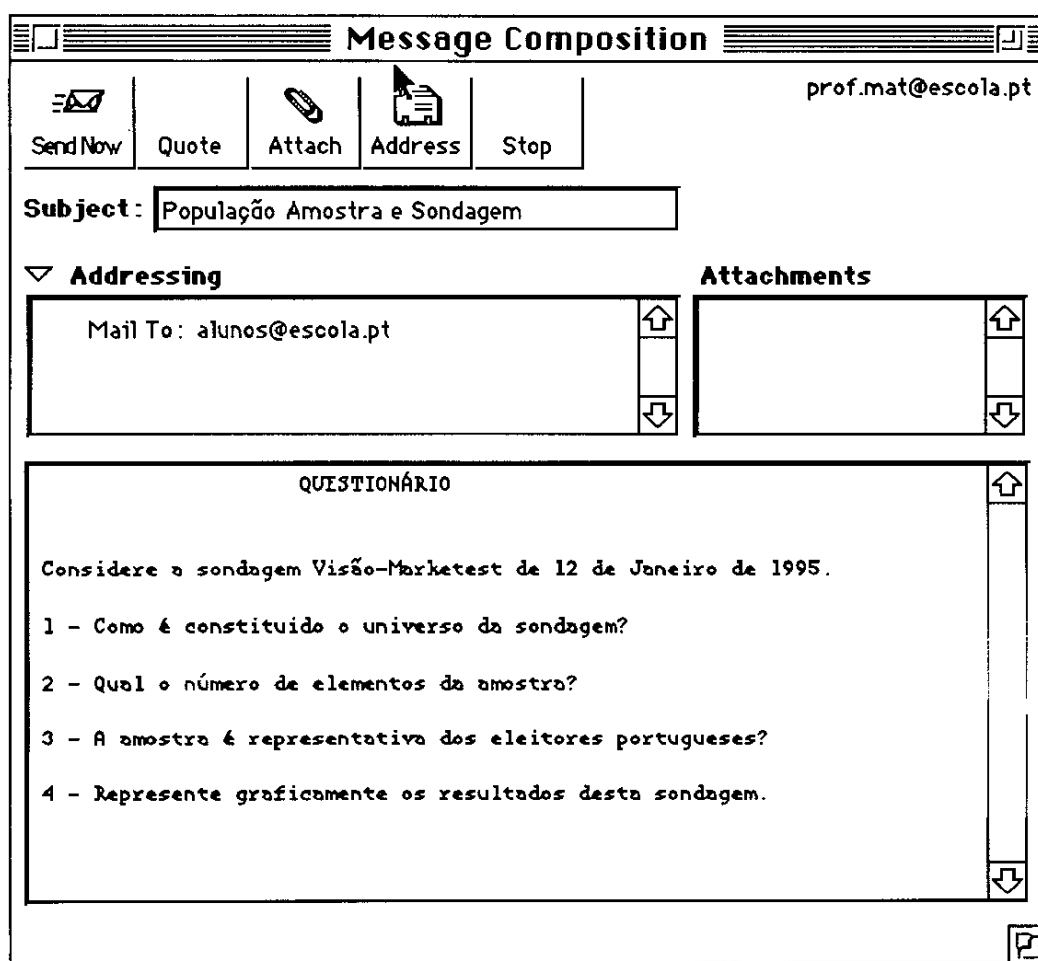 Message Composition
prof.mat@escola.pt
Send Now
Quote
Attach
Address
Stop
Subject: População Amostra e Sondagem
Addressing
Attachments
Mail To: alunos@escola.pt
QUESTIONÁRIO
Considere a sondagem Visão-Marketest de 12 de Janeiro de 1995.
1 - Como é constituido o universo da sondagem?
2 - Qual o número de elementos da amostra?
3 - A amostra é representativa dos eleitores portugueses?
4 - Represente graficamente os resultados desta sondagem.